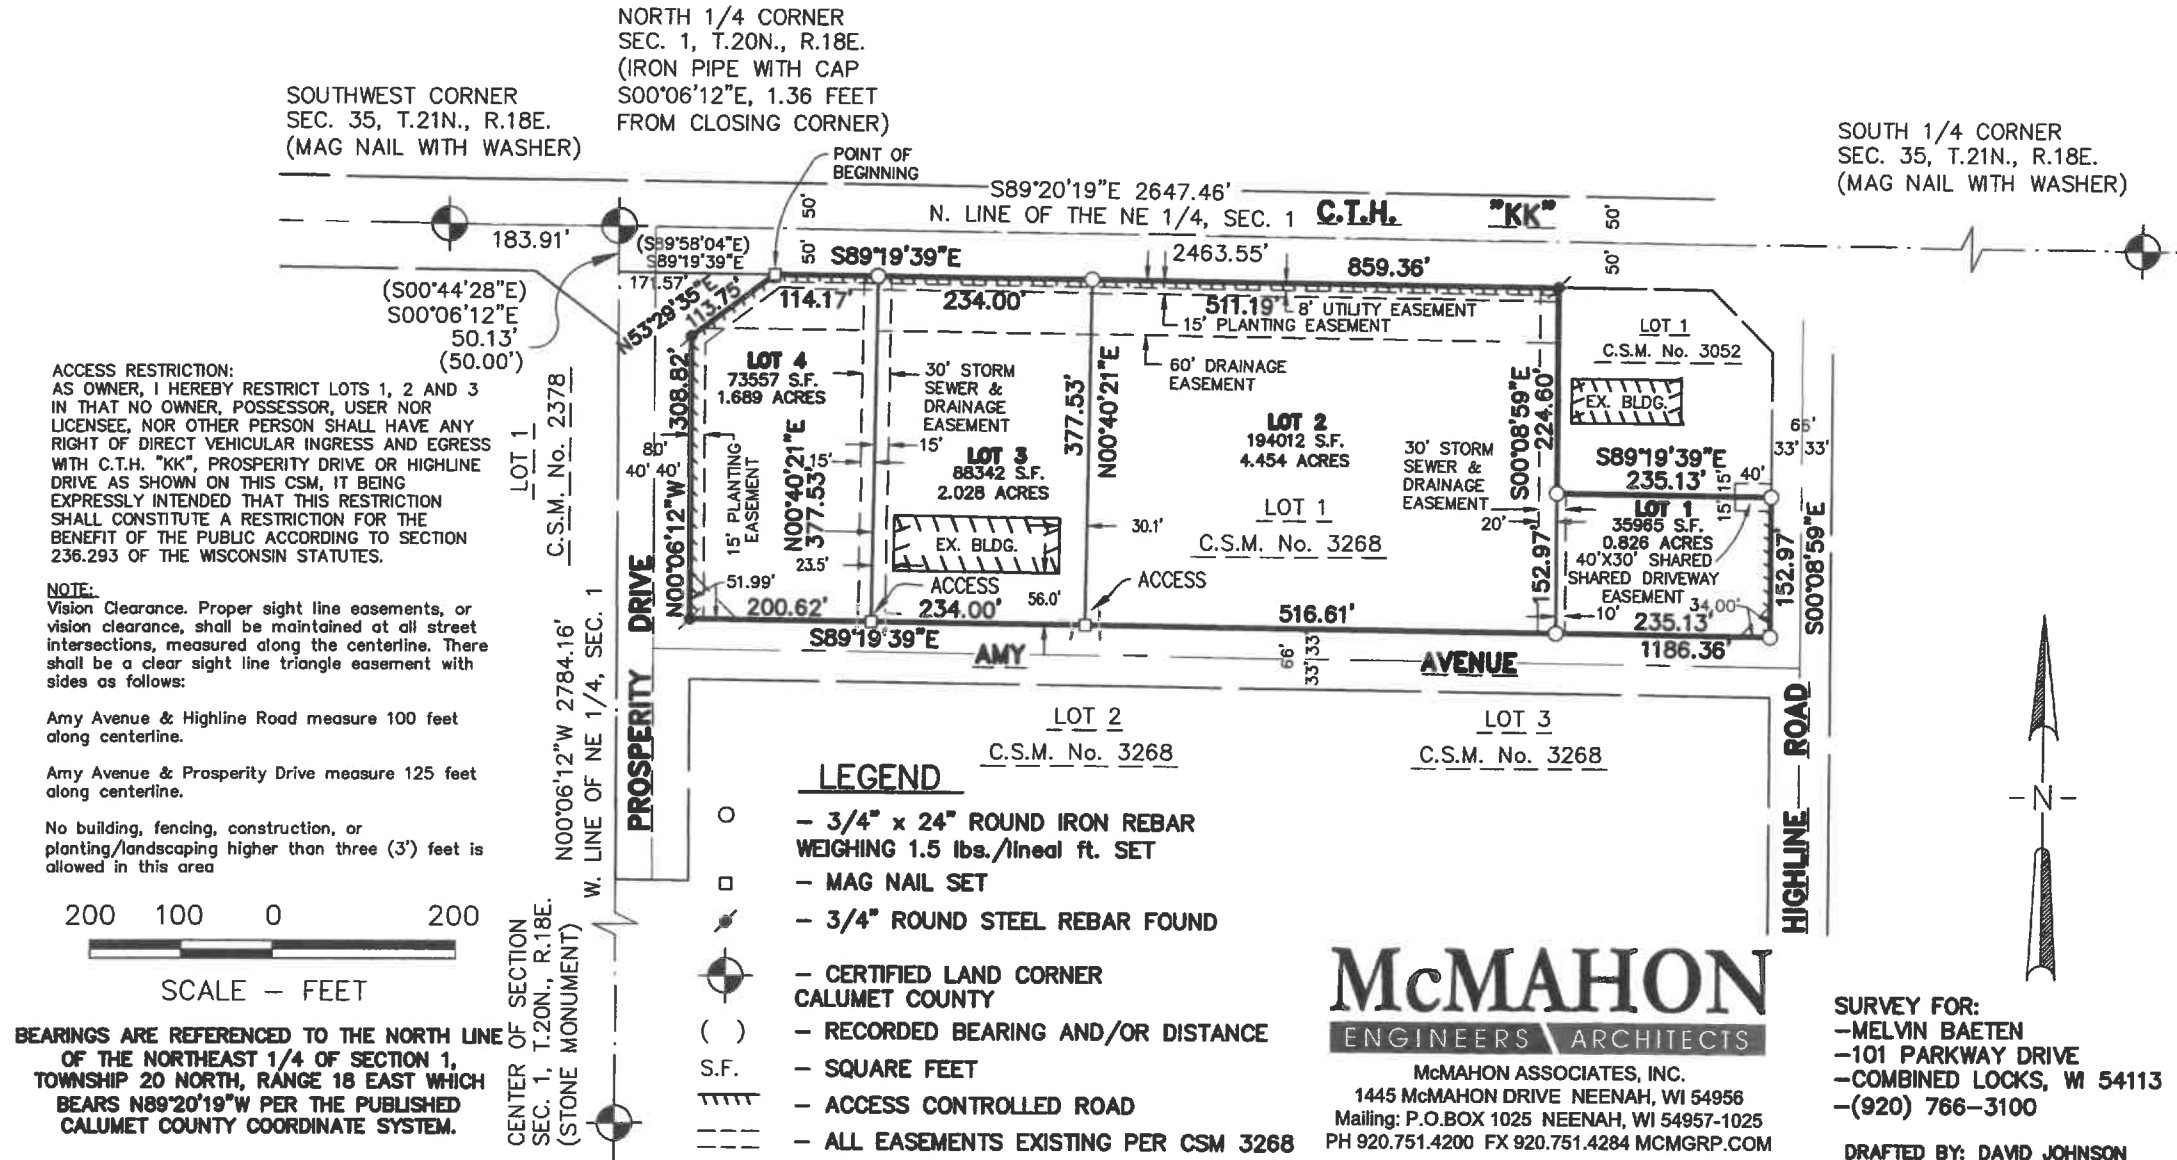 NORTH 1/4 CORNER
SEC. 1, T.20N., R.18E.
(IRON PIPE WITH CAP
S00°06'12"E, 1.36 FEET
FROM CLOSING CORNER)
SOUTHWEST CORNER
SEC. 35, T.21N., R.18E.
(MAG NAIL WITH WASHER)
SOUTH 1/4 CORNER
SEC. 35, T.21N., R.18E.
(MAG NAIL WITH WASHER)
POINT OF
BEGINNING
S89°20'19"E 2647.46'
N. LINE OF THE NE 1/4, SEC. 1
C.T.H. "KK"
50'
50'
50'
50'
183.91'
(S89°58'04"E)
S89°19'39"E
171.57'
S89°19'39"E
2463.55'
859.36'
(S00°44'28"E)
S00°06'12"E
50.13'
(50.00')
N53°29'35"E
113.75'
114.17'
234.00'
511.19'
8' UTILITY EASEMENT
15' PLANTING EASEMENT
60' DRAINAGE
EASEMENT
LOT 1
C.S.M. No. 3052
EX. BLDG.
ACCESS RESTRICTION:
AS OWNER, I HEREBY RESTRICT LOTS 1, 2 AND 3
IN THAT NO OWNER, POSSESSOR, USER NOR
LICENSEE, NOR OTHER PERSON SHALL HAVE ANY
RIGHT OF DIRECT VEHICULAR INGRESS AND EGRESS
WITH C.T.H. "KK", PROSPERITY DRIVE OR HIGHLINE
DRIVE AS SHOWN ON THIS CSM, IT BEING
EXPRESSLY INTENDED THAT THIS RESTRICTION
SHALL CONSTITUTE A RESTRICTION FOR THE
BENEFIT OF THE PUBLIC ACCORDING TO SECTION
236.293 OF THE WISCONSIN STATUTES.
LOT 1
C.S.M. No. 2378
80'
40' 40'
308.82'
N00°06'12"W
LOT 4
73557 S.F.
1.689 ACRES
15' PLANTING
EASEMENT
N00°40'21"E
377.53'
30' STORM
SEWER &
DRAINAGE
EASEMENT
15'
15'
23.5'
LOT 3
88342 S.F.
2.028 ACRES
EX. BLDG.
377.53'
N00°40'21"E
30.1'
56.0'
LOT 2
194012 S.F.
4.454 ACRES
LOT 1
C.S.M. No. 3268
30' STORM
SEWER &
DRAINAGE
EASEMENT
20'
S00°08'59"E
224.60'
152.97'
S89°19'39"E
235.13'
40'
15' 15'
66'
33' 33'
LOT 1
35965 S.F.
0.826 ACRES
40'X30' SHARED
SHARED DRIVEWAY
EASEMENT
10'
34.00'
235.13'
152.97'
S00°08'59"E
51.99'
200.62'
ACCESS
234.00'
ACCESS
516.61'
S89°19'39"E
1186.36'
AMY AVENUE
66'
33' 33'
NOTE:
Vision Clearance. Proper sight line easements, or
vision clearance, shall be maintained at all street
intersections, measured along the centerline. There
shall be a clear sight line triangle easement with
sides as follows:
Amy Avenue & Highline Road measure 100 feet
along centerline.
Amy Avenue & Prosperity Drive measure 125 feet
along centerline.
No building, fencing, construction, or
planting/landscaping higher than three (3') feet is
allowed in this area
N00°06'12"W 2784.16'
W. LINE OF NE 1/4, SEC. 1
PROSPERITY DRIVE
LOT 2
C.S.M. No. 3268
LOT 3
C.S.M. No. 3268
HIGHLINE ROAD
-N-
200 100 0 200
SCALE – FEET
BEARINGS ARE REFERENCED TO THE NORTH LINE
OF THE NORTHEAST 1/4 OF SECTION 1,
TOWNSHIP 20 NORTH, RANGE 18 EAST WHICH
BEARS N89°20'19"W PER THE PUBLISHED
CALUMET COUNTY COORDINATE SYSTEM.
CENTER OF SECTION
SEC. 1, T.20N., R.18E.
(STONE MONUMENT)
LEGEND
– 3/4" x 24" ROUND IRON REBAR
WEIGHING 1.5 lbs./lineal ft. SET
– MAG NAIL SET
– 3/4" ROUND STEEL REBAR FOUND
– CERTIFIED LAND CORNER
CALUMET COUNTY
( ) – RECORDED BEARING AND/OR DISTANCE
S.F. – SQUARE FEET
– ACCESS CONTROLLED ROAD
– ALL EASEMENTS EXISTING PER CSM 3268
McMAHON
ENGINEERS \ ARCHITECTS
McMAHON ASSOCIATES, INC.
1445 McMAHON DRIVE NEENAH, WI 54956
Mailing: P.O.BOX 1025 NEENAH, WI 54957-1025
PH 920.751.4200 FX 920.751.4284 MCMGRP.COM
SURVEY FOR:
–MELVIN BAETEN
–101 PARKWAY DRIVE
–COMBINED LOCKS, WI 54113
–(920) 766–3100
DRAFTED BY: DAVID JOHNSON